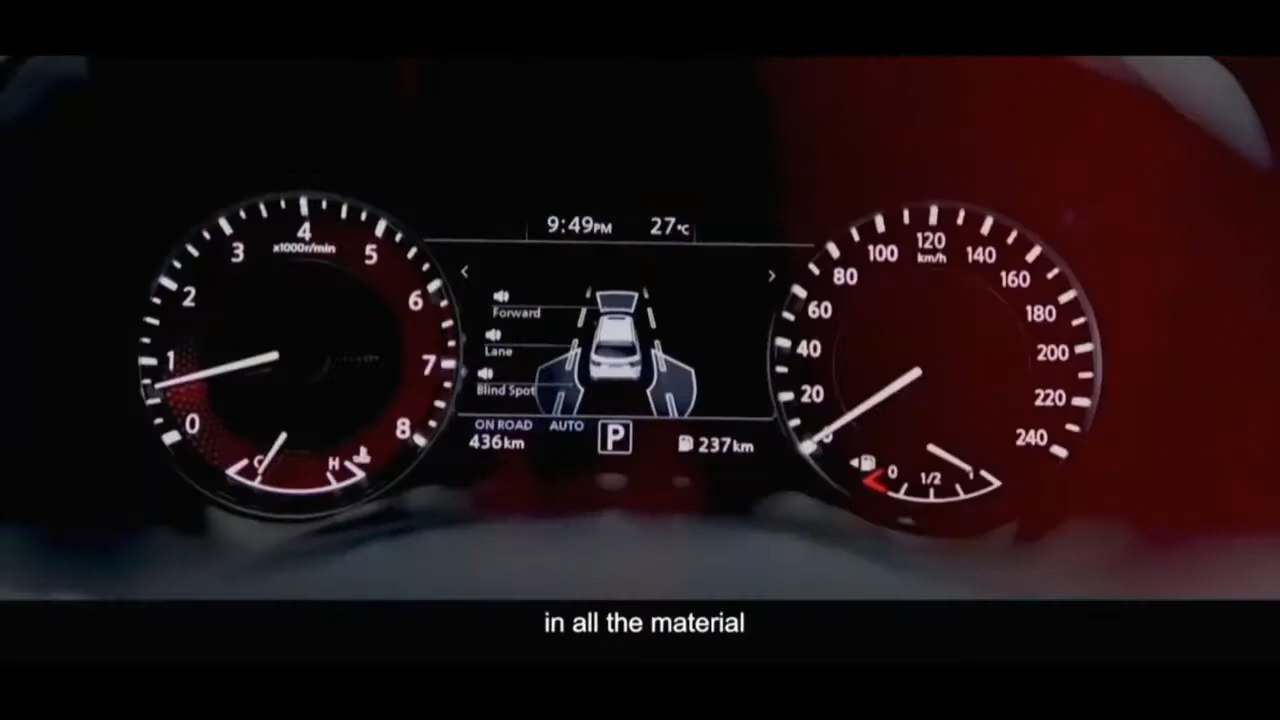 9:49PM 27°C
4
x1000r/min
3
5
2
6
1
7
0
8
C
H
Forward
Lane
Blind Spot
ON ROAD AUTO
436km
P
237km
120
km/h
100
140
80
160
60
180
40
200
20
220
240
0
1/2
in all the material